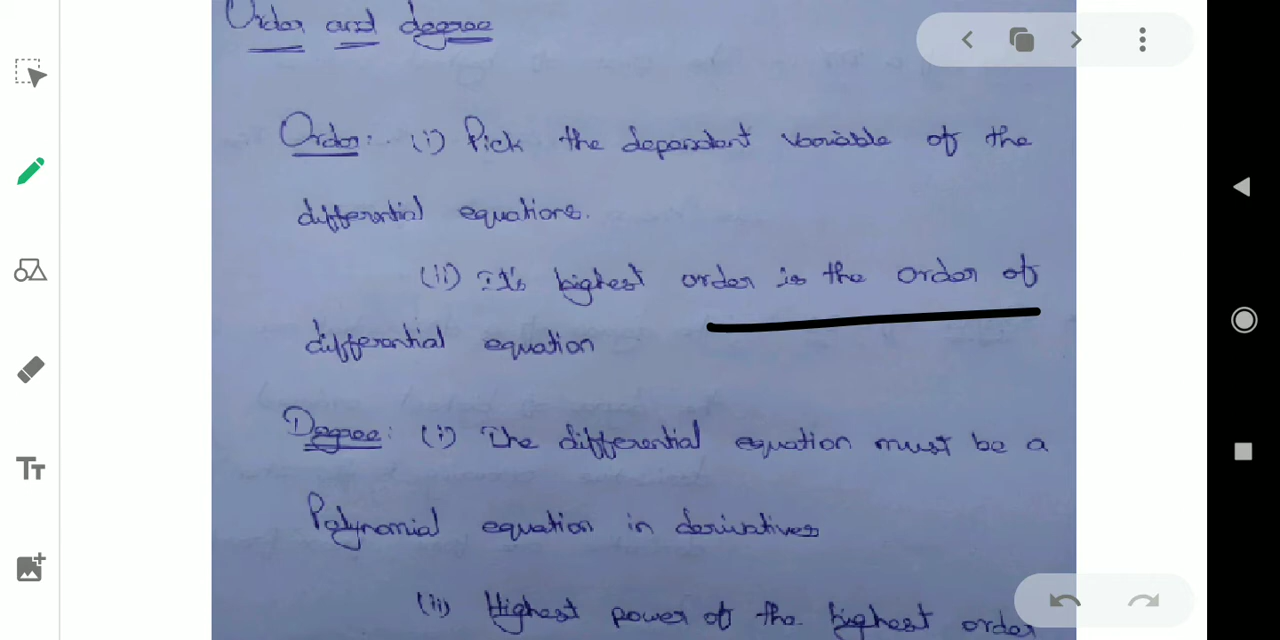 Order and degree
Order: (i) Pick the dependent variable of the
differential equations.
(ii) It's highest order is the order of
differential equation
Degree: (i) The differential equation must be a
Polynomial equation in derivatives
(ii) Highest power of the highest order
TT